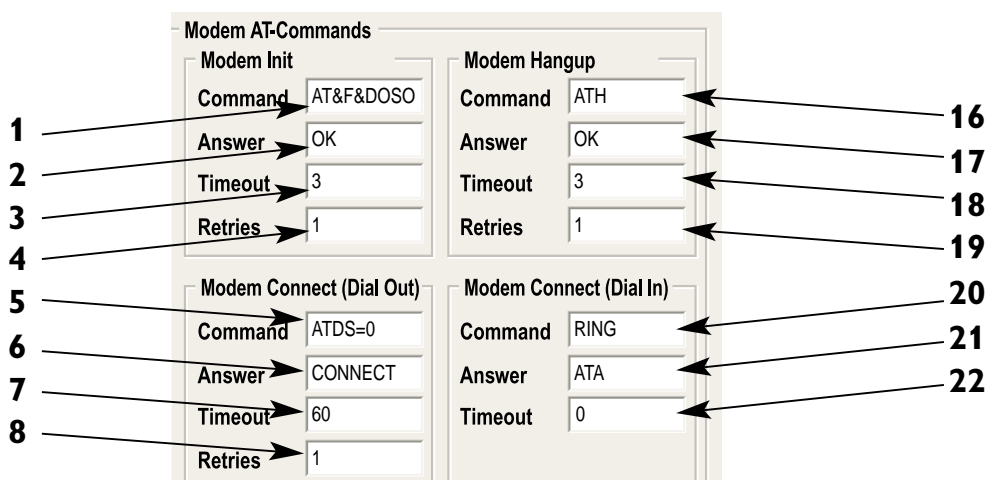 Modem AT-Commands
Modem Init
Command AT&F&DOSO
Answer OK
Timeout 3
Retries 1
Modem Hangup
Command ATH
Answer OK
Timeout 3
Retries 1
Modem Connect (Dial Out)
Command ATDS=0
Answer CONNECT
Timeout 60
Retries 1
Modem Connect (Dial In)
Command RING
Answer ATA
Timeout 0
1
2
3
4
5
6
7
8
16
17
18
19
20
21
22